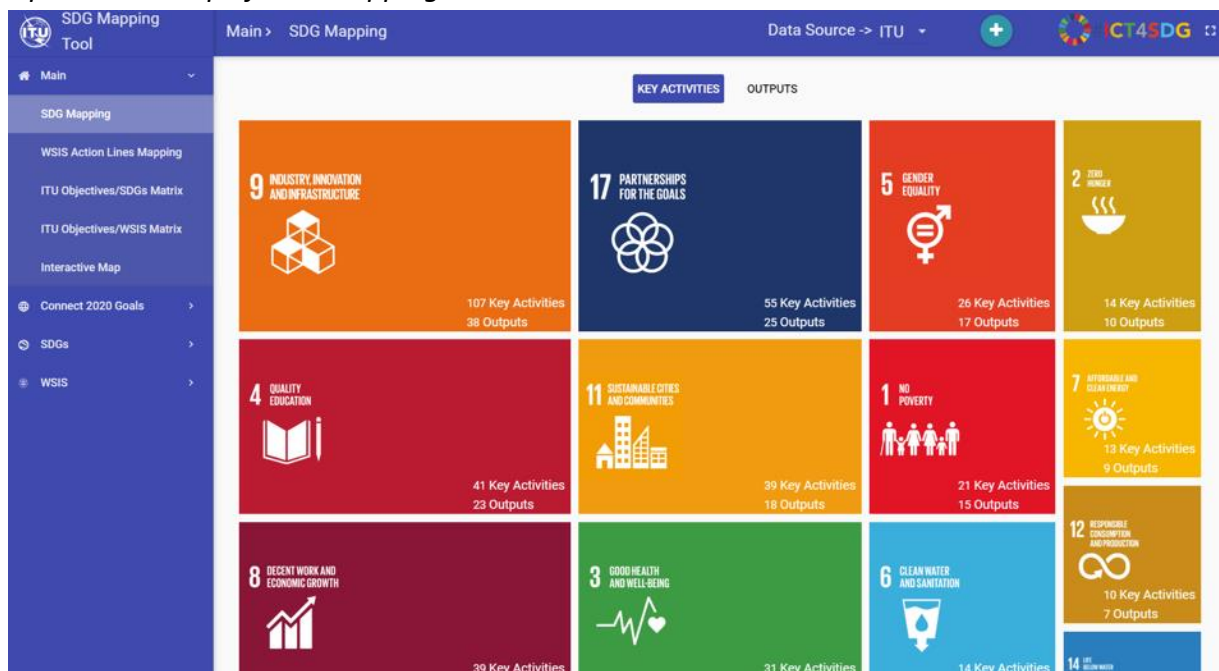 SDG Mapping
Tool
Main > SDG Mapping
Data Source -> ITU
ICT4SDG
Main
SDG Mapping
WSIS Action Lines Mapping
ITU Objectives/SDGs Matrix
ITU Objectives/WSIS Matrix
Interactive Map
Connect 2020 Goals
SDGs
WSIS
KEY ACTIVITIES
OUTPUTS
9 INDUSTRY, INNOVATION
AND INFRASTRUCTURE
107 Key Activities
38 Outputs
17 PARTNERSHIPS
FOR THE GOALS
55 Key Activities
25 Outputs
5 GENDER
EQUALITY
26 Key Activities
17 Outputs
2 ZERO
HUNGER
14 Key Activities
10 Outputs
4 QUALITY
EDUCATION
41 Key Activities
23 Outputs
11 SUSTAINABLE CITIES
AND COMMUNITIES
39 Key Activities
18 Outputs
1 NO
POVERTY
21 Key Activities
15 Outputs
7 AFFORDABLE AND
CLEAN ENERGY
13 Key Activities
9 Outputs
8 DECENT WORK AND
ECONOMIC GROWTH
39 Key Activities
3 GOOD HEALTH
AND WELL-BEING
31 Key Activities
6 CLEAN WATER
AND SANITATION
14 Key Activities
12 RESPONSIBLE
CONSUMPTION
AND PRODUCTION
10 Key Activities
7 Outputs
14 LIFE
BELOW WATER